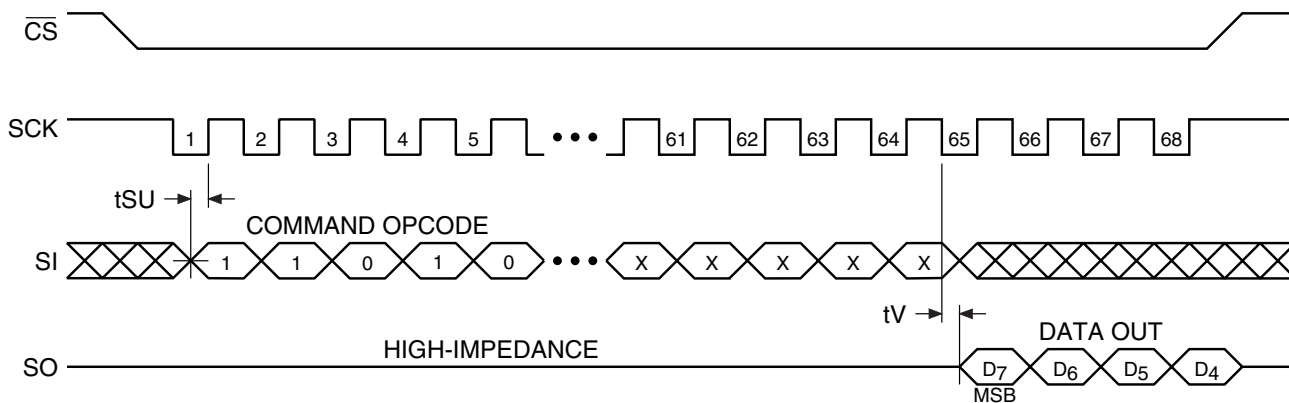 CS
SCK 1 2 3 4 5 ••• 61 62 63 64 65 66 67 68
tSU
COMMAND OPCODE
SI 1 1 0 1 0 ••• X X X X X
tV
HIGH-IMPEDANCE
DATA OUT
SO D7 D6 D5 D4
MSB